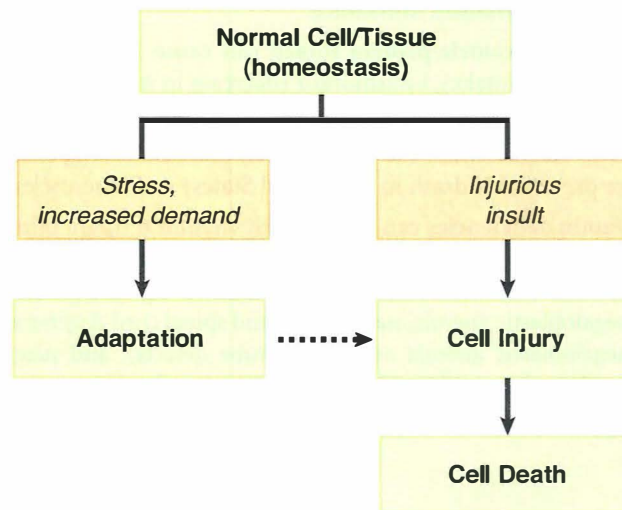 Normal Cell/Tissue
(homeostasis)
Stress,
increased demand
Injurious
insult
Adaptation
Cell Injury
Cell Death